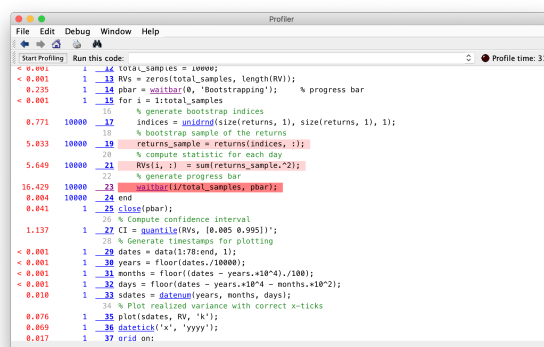 Profiler
File Edit Debug Window Help
Start Profiling Run this code: Profile time: 3
< 0.001 1 12 total_samples = 10000;
< 0.001 1 13 RVs = zeros(total_samples, length(RV));
0.235 1 14 pbar = waitbar(0, 'Bootstrapping'); % progress bar
< 0.001 1 15 for i = 1:total_samples
16 % generate bootstrap indices
0.771 10000 17 indices = unidrnd(size(returns, 1), size(returns, 1), 1);
18 % bootstrap sample of the returns
5.033 10000 19 returns_sample = returns(indices, :);
20 % compute statistic for each day
5.649 10000 21 RVs(i, :) = sum(returns_sample.^2);
22 % generate progress bar
16.429 10000 23 waitbar(i/total_samples, pbar);
0.004 10000 24 end
0.041 1 25 close(pbar);
26 % Compute confidence interval
1.137 1 27 CI = quantile(RVs, [0.005 0.995])';
28 % Generate timestamps for plotting
< 0.001 1 29 dates = data(1:78:end, 1);
< 0.001 1 30 years = floor(dates./10000);
< 0.001 1 31 months = floor((dates - years.*10^4)./100);
< 0.001 1 32 days = floor(dates - years.*10^4 - months.*10^2);
0.010 1 33 sdates = datenum(years, months, days);
34 % Plot realized variance with correct x-ticks
0.076 1 35 plot(sdates, RV, 'k');
0.069 1 36 datetick('x', 'yyyy');
0.017 1 37 grid on;